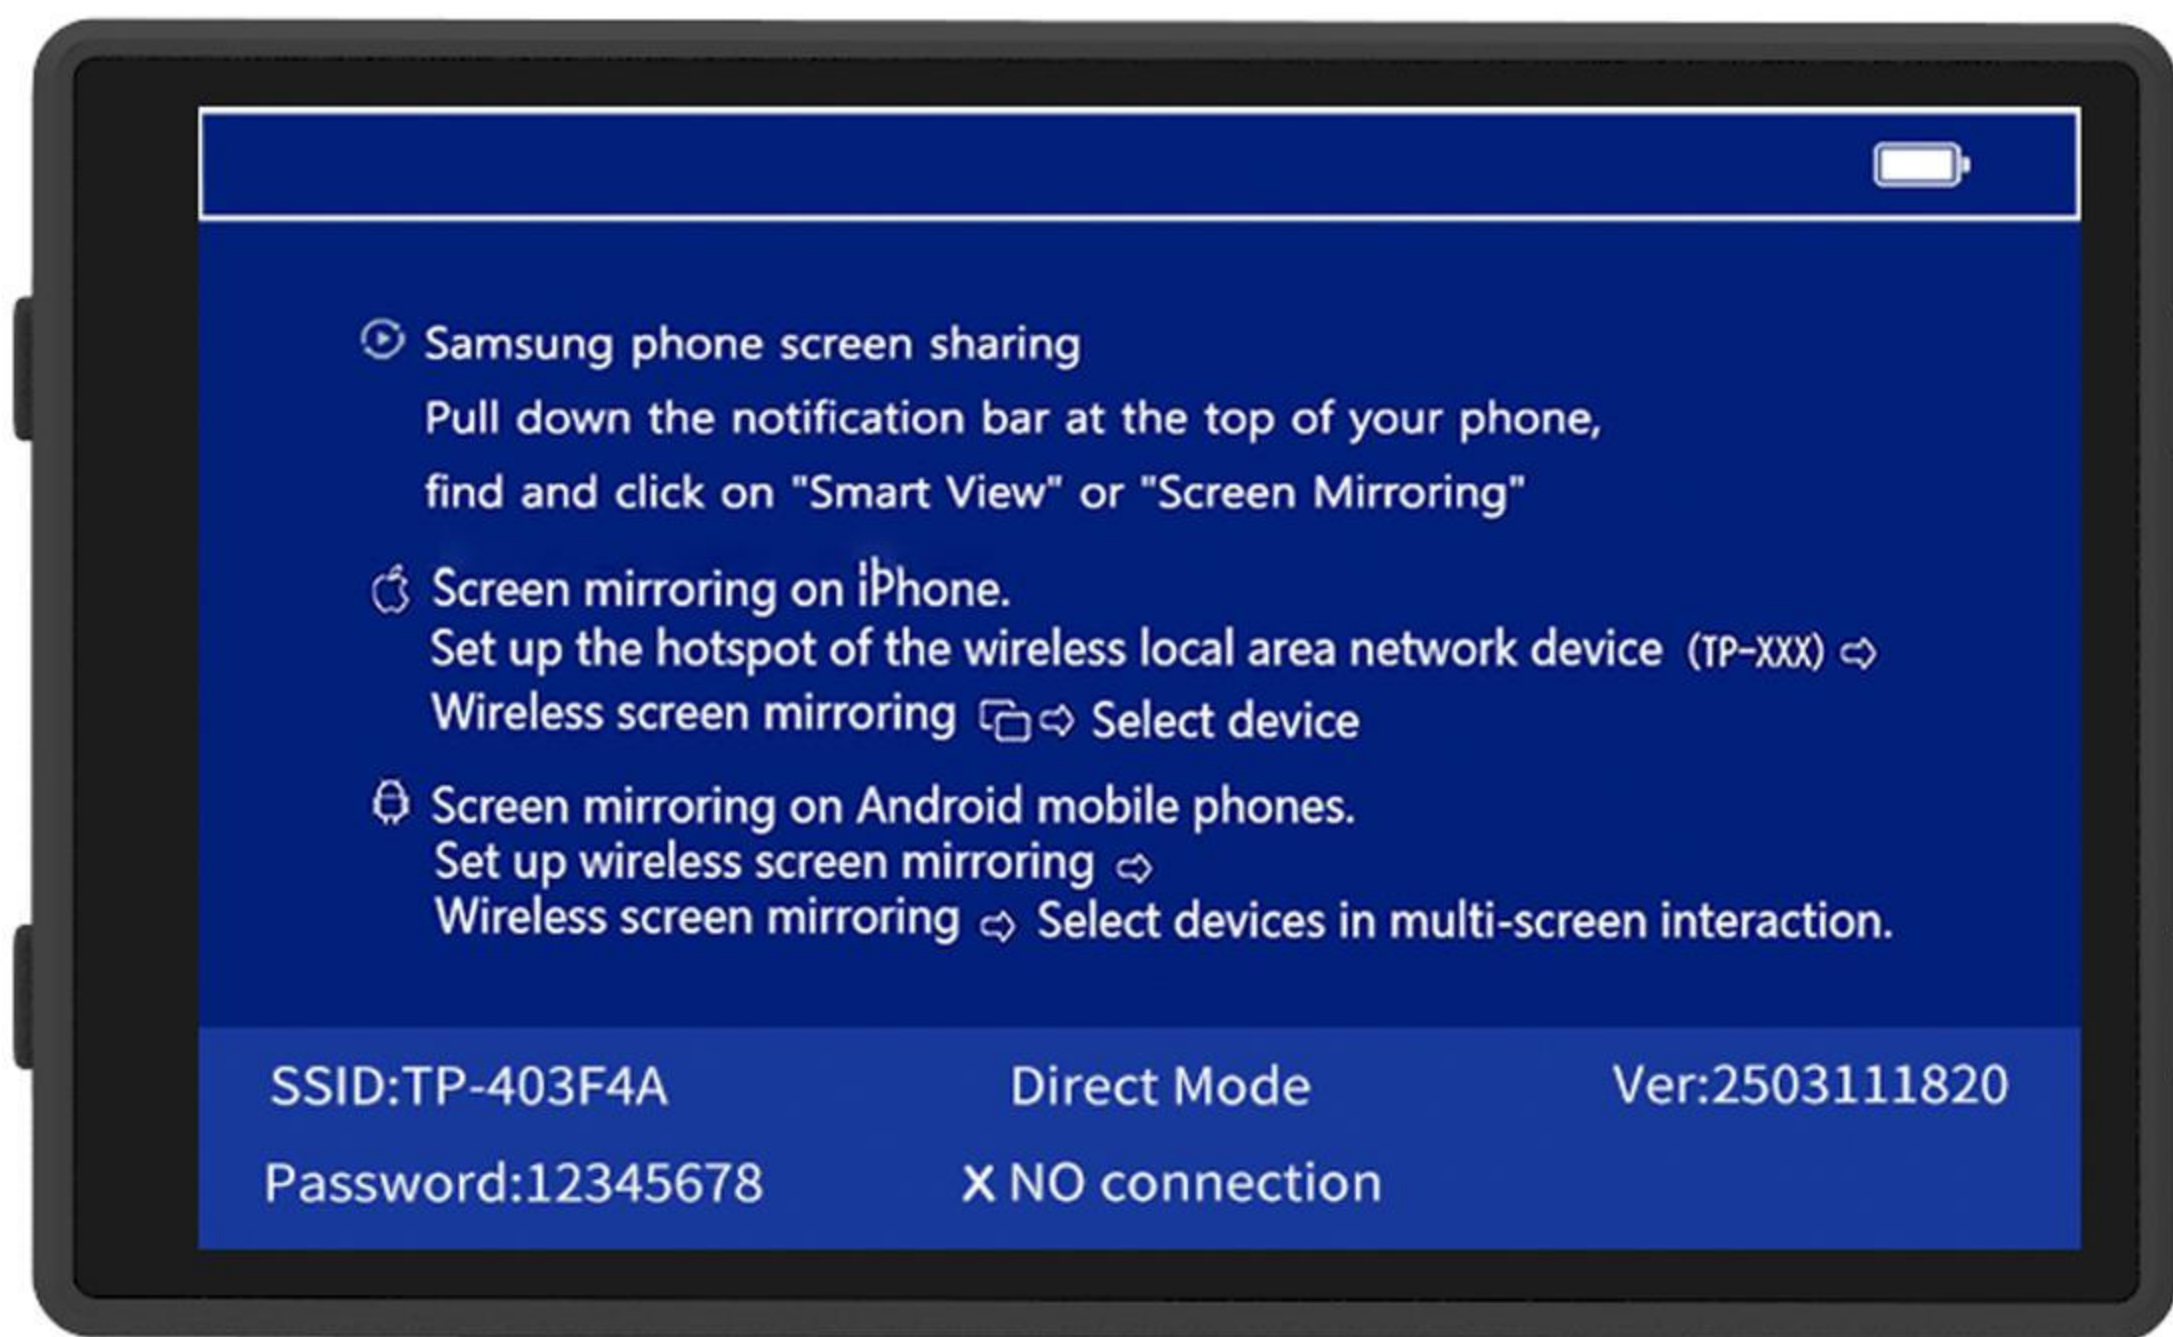 Samsung phone screen sharing
Pull down the notification bar at the top of your phone,
find and click on "Smart View" or "Screen Mirroring"
Screen mirroring on iPhone.
Set up the hotspot of the wireless local area network device (TP-XXX) ⇨
Wireless screen mirroring ⇨ Select device
Screen mirroring on Android mobile phones.
Set up wireless screen mirroring ⇨
Wireless screen mirroring ⇨ Select devices in multi-screen interaction.
SSID:TP-403F4A Direct Mode Ver:2503111820
Password:12345678 X NO connection